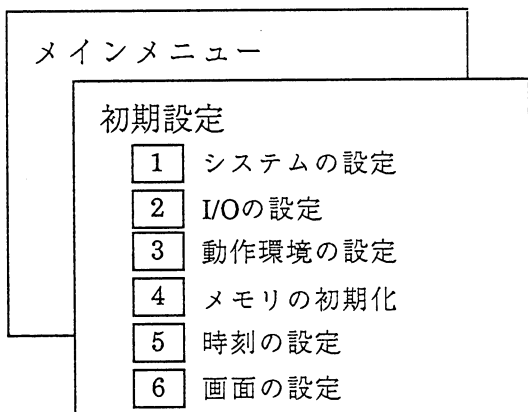 メインメニュー
初期設定
1 システムの設定
2 I/Oの設定
3 動作環境の設定
4 メモリの初期化
5 時刻の設定
6 画面の設定